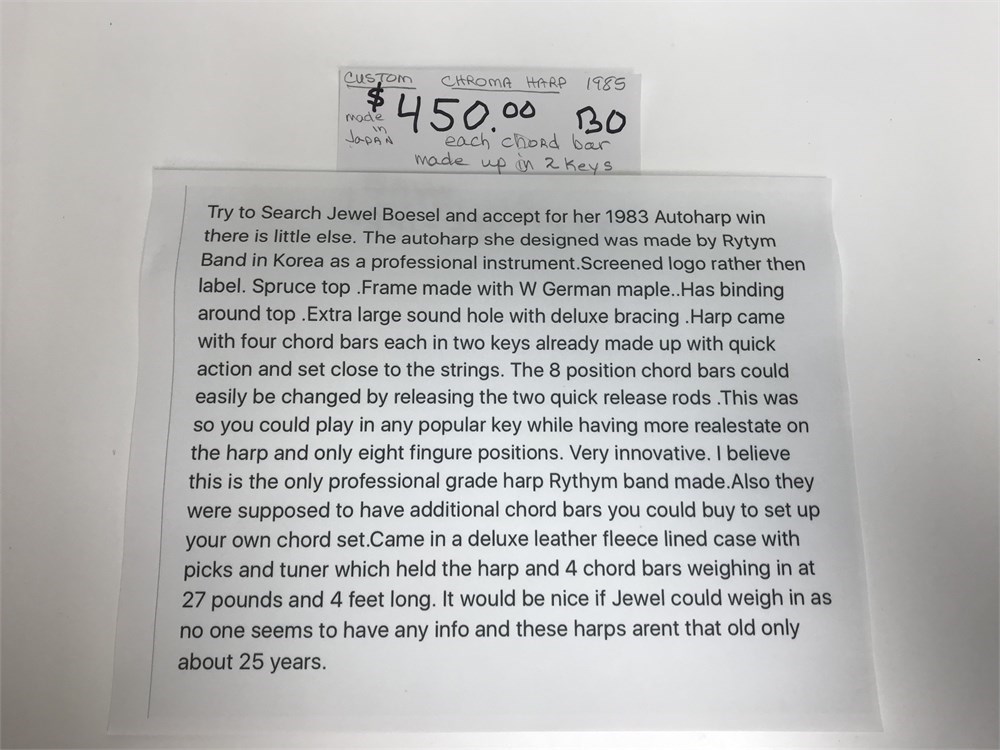 CUSTOM CHROMA HARP 1985
$450.00 BO
made in JAPAN
each chord bar
made up in 2 keys
Try to Search Jewel Boesel and accept for her 1983 Autoharp win
there is little else. The autoharp she designed was made by Rytym
Band in Korea as a professional instrument.Screened logo rather then
label. Spruce top .Frame made with W German maple..Has binding
around top .Extra large sound hole with deluxe bracing .Harp came
with four chord bars each in two keys already made up with quick
action and set close to the strings. The 8 position chord bars could
easily be changed by releasing the two quick release rods .This was
so you could play in any popular key while having more realestate on
the harp and only eight fingure positions. Very innovative. I believe
this is the only professional grade harp Rythym band made.Also they
were supposed to have additional chord bars you could buy to set up
your own chord set.Came in a deluxe leather fleece lined case with
picks and tuner which held the harp and 4 chord bars weighing in at
27 pounds and 4 feet long. It would be nice if Jewel could weigh in as
no one seems to have any info and these harps arent that old only
about 25 years.